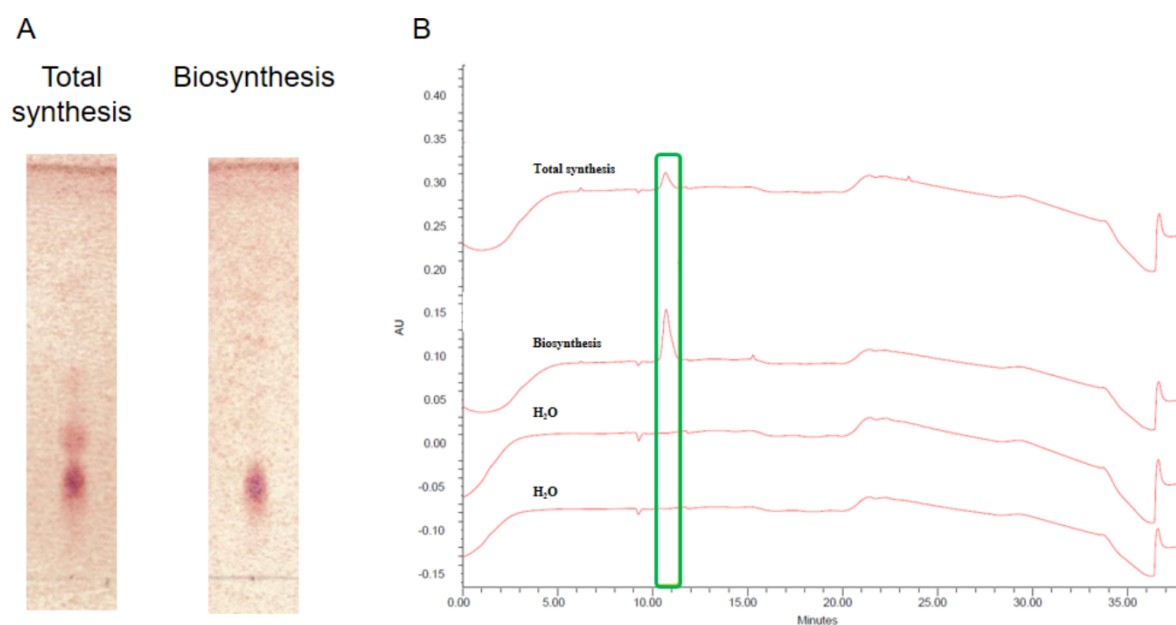 A
Total
synthesis
Biosynthesis
B
0.40
0.35
0.30
0.25
0.20
0.15
0.10
0.05
0.00
-0.05
-0.10
-0.15
AU
Total synthesis
Biosynthesis
H₂O
H₂O
0.00
5.00
10.00
15.00
20.00
25.00
30.00
35.00
Minutes